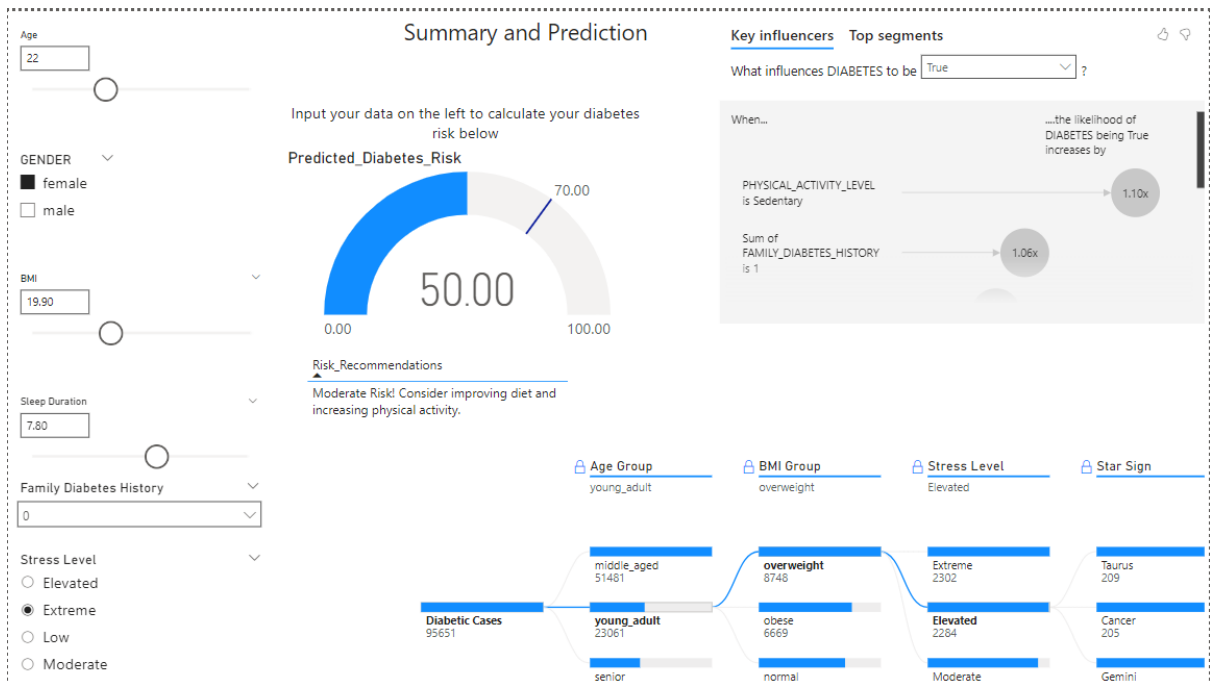 Age
22
GENDER
female
male
BMI
19.90
Sleep Duration
7.80
Family Diabetes History
0
Stress Level
Elevated
Extreme
Low
Moderate
Summary and Prediction
Input your data on the left to calculate your diabetes
risk below
Predicted_Diabetes_Risk
70.00
50.00
0.00
100.00
Risk_Recommendations
Moderate Risk! Consider improving diet and
increasing physical activity.
Key influencers Top segments
What influences DIABETES to be True ?
When...
....the likelihood of
DIABETES being True
increases by
PHYSICAL_ACTIVITY_LEVEL
is Sedentary
1.10x
Sum of
FAMILY_DIABETES_HISTORY
is 1
1.06x
Age Group
young_adult
BMI Group
overweight
Stress Level
Elevated
Star Sign
Diabetic Cases
95651
middle_aged
51481
young_adult
23061
senior
overweight
8748
obese
6669
normal
Extreme
2302
Elevated
2284
Moderate
Taurus
209
Cancer
205
Gemini